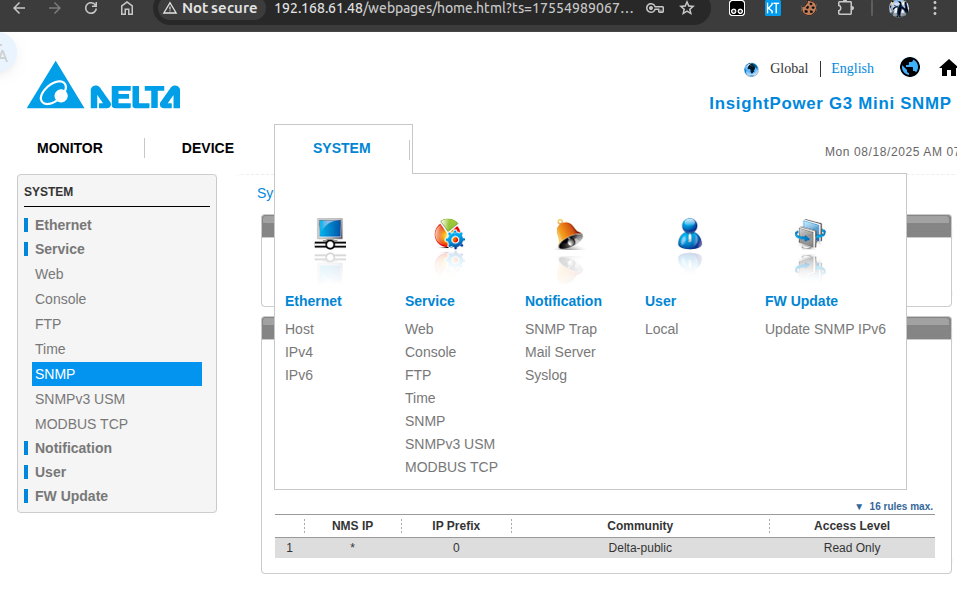 Not secure 192.168.61.48/webpages/home.html?ts=17554989067...
KT
A
Global | English
DELTA
InsightPower G3 Mini SNMP
MONITOR DEVICE SYSTEM
Mon 08/18/2025 AM 07
SYSTEM
Ethernet
Service
Web
Console
FTP
Time
SNMP
SNMPv3 USM
MODBUS TCP
Notification
User
FW Update
Sy
Ethernet
Host
IPv4
IPv6
Service
Web
Console
FTP
Time
SNMP
SNMPv3 USM
MODBUS TCP
Notification
SNMP Trap
Mail Server
Syslog
User
Local
FW Update
Update SNMP IPv6
▼ 16 rules max.
NMS IP IP Prefix Community Access Level
1 * 0 Delta-public Read Only